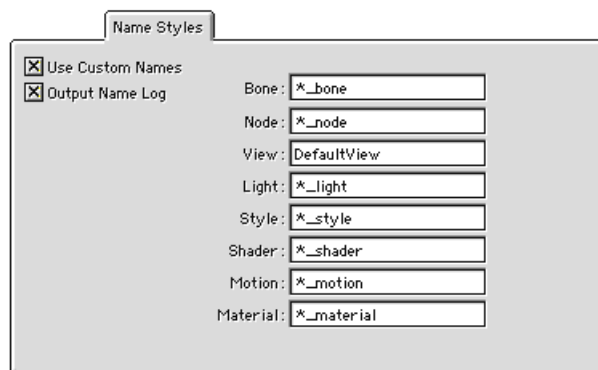 Name Styles
Use Custom Names
Output Name Log
Bone: *_bone
Node: *_node
View: DefaultView
Light: *_light
Style: *_style
Shader: *_shader
Motion: *_motion
Material: *_material